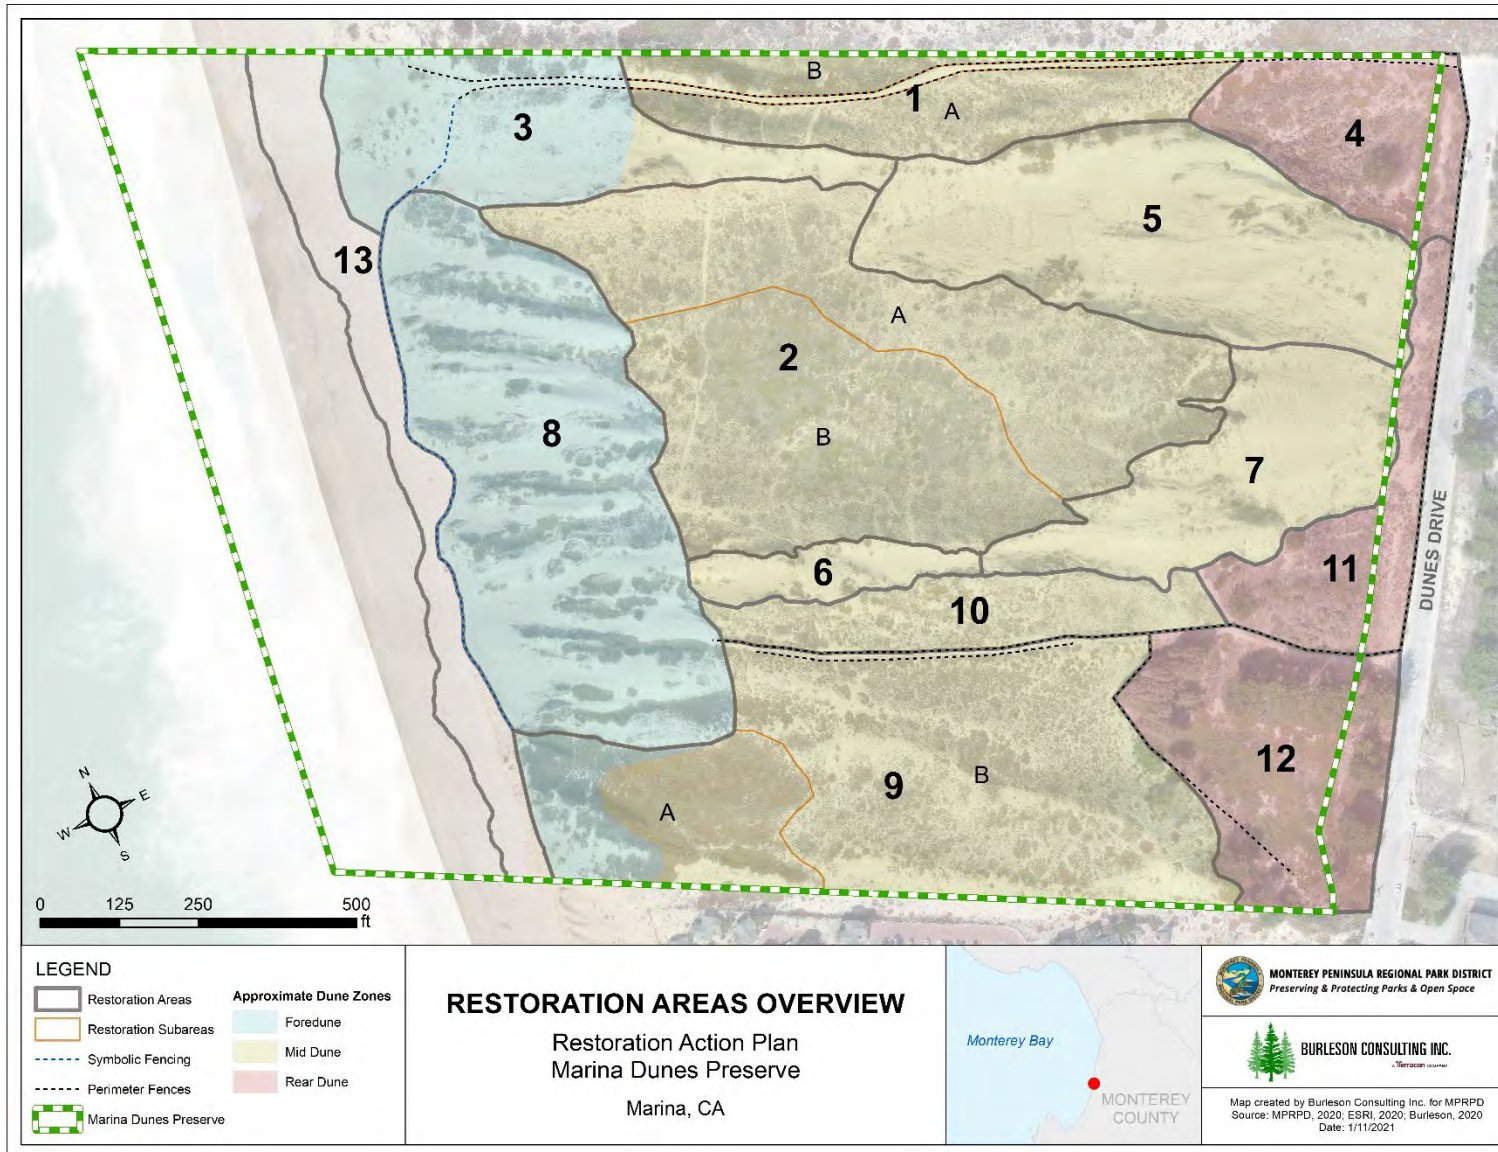 B
1
A
3
4
5
13
A
2
8
B
7
6
11
10
DUNES DRIVE
12
9
B
A
N
E
W
S
0 125 250 500
ft
LEGEND
Restoration Areas
Restoration Subareas
Symbolic Fencing
Perimeter Fences
Marina Dunes Preserve
Approximate Dune Zones
Foredune
Mid Dune
Rear Dune
RESTORATION AREAS OVERVIEW
Restoration Action Plan
Marina Dunes Preserve
Marina, CA
Monterey Bay
MONTEREY
COUNTY
MONTEREY PENINSULA REGIONAL PARK DISTRICT
Preserving & Protecting Parks & Open Space
BURLESON CONSULTING INC.
A Terracon COMPANY
Map created by Burleson Consulting Inc. for MPRPD
Source: MPRPD, 2020; ESRI, 2020; Burleson, 2020
Date: 1/11/2021